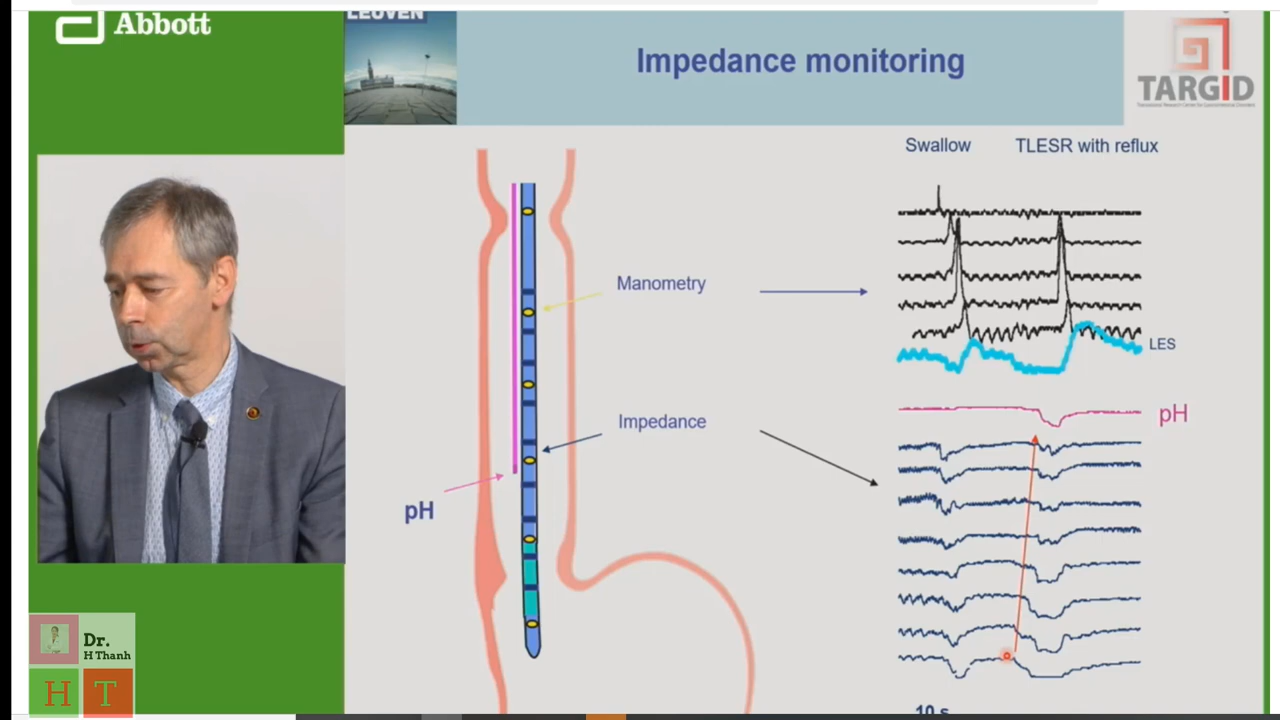 Abbott
LEUVEN
Impedance monitoring
TARGID
Swallow
TLESR with reflux
Manometry
LES
pH
Impedance
pH
Dr.
H Thanh
H T
10 s